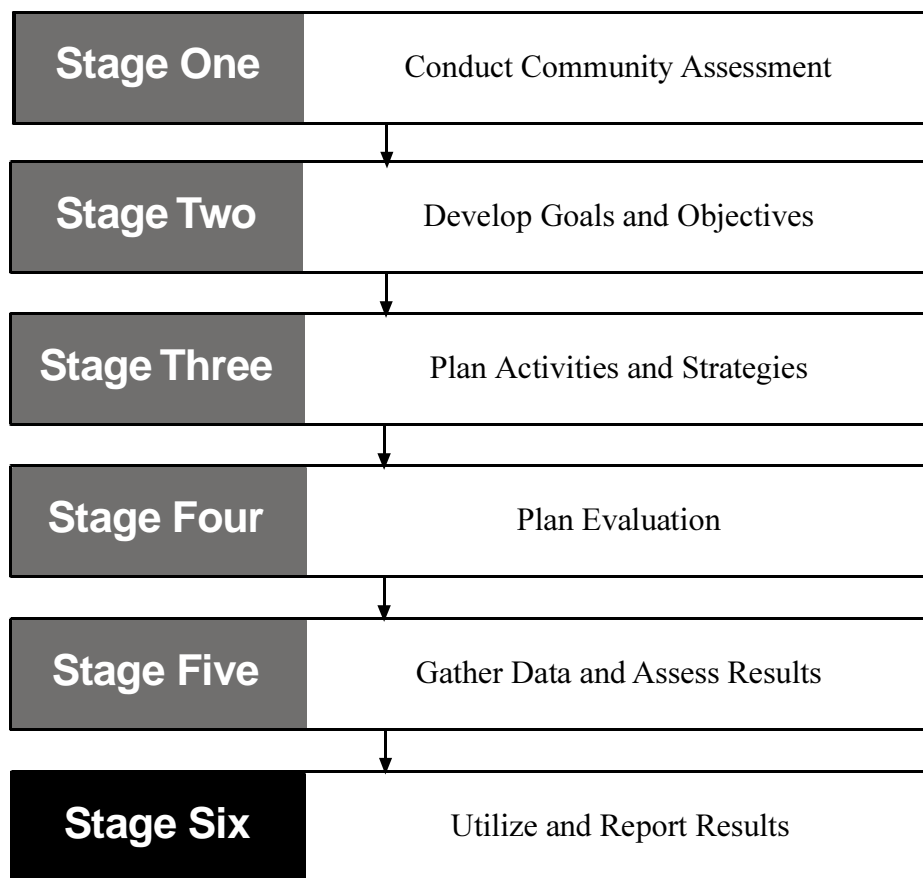 Stage One
Conduct Community Assessment
Stage Two
Develop Goals and Objectives
Stage Three
Plan Activities and Strategies
Stage Four
Plan Evaluation
Stage Five
Gather Data and Assess Results
Stage Six
Utilize and Report Results